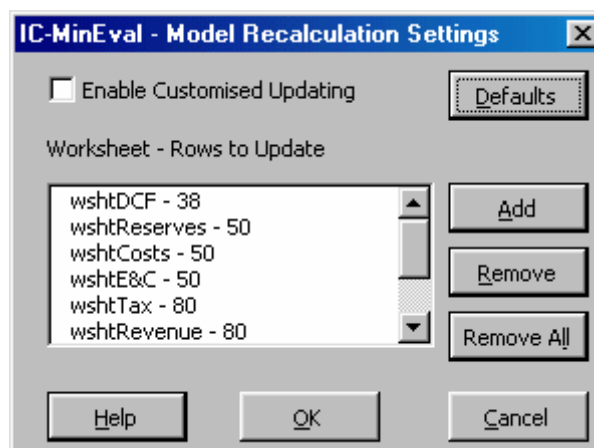 IC-MinEval - Model Recalculation Settings
Enable Customised Updating
Defaults
Worksheet - Rows to Update
wshtDCF - 38
wshtReserves - 50
wshtCosts - 50
wshtE&C - 50
wshtTax - 80
wshtRevenue - 80
Add
Remove
Remove All
Help
OK
Cancel